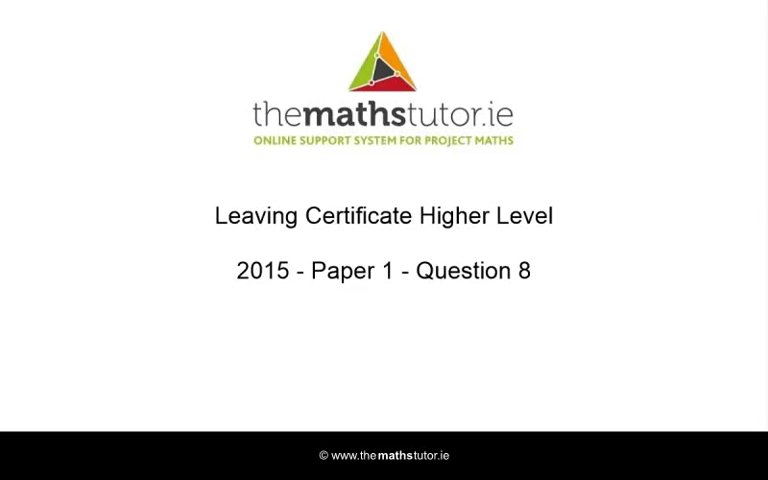 themathstutor.ie
ONLINE SUPPORT SYSTEM FOR PROJECT MATHS
Leaving Certificate Higher Level
2015 - Paper 1 - Question 8
© www.themathstutor.ie